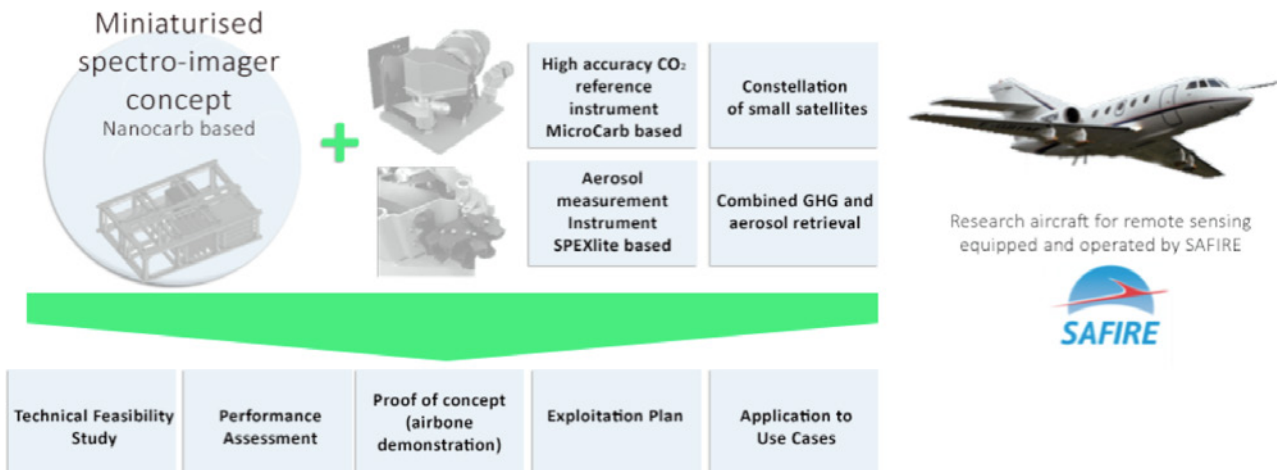 Miniaturised
spectro-imager
concept
Nanocarb based
High accuracy CO₂
reference
instrument
MicroCarb based
Constellation
of small satellites
Aerosol
measurement
Instrument
SPEXlite based
Combined GHG and
aerosol retrieval
Research aircraft for remote sensing
equipped and operated by SAFIRE
SAFIRE
Technical Feasibility
Study
Performance
Assessment
Proof of concept
(airbone
demonstration)
Exploitation Plan
Application to
Use Cases